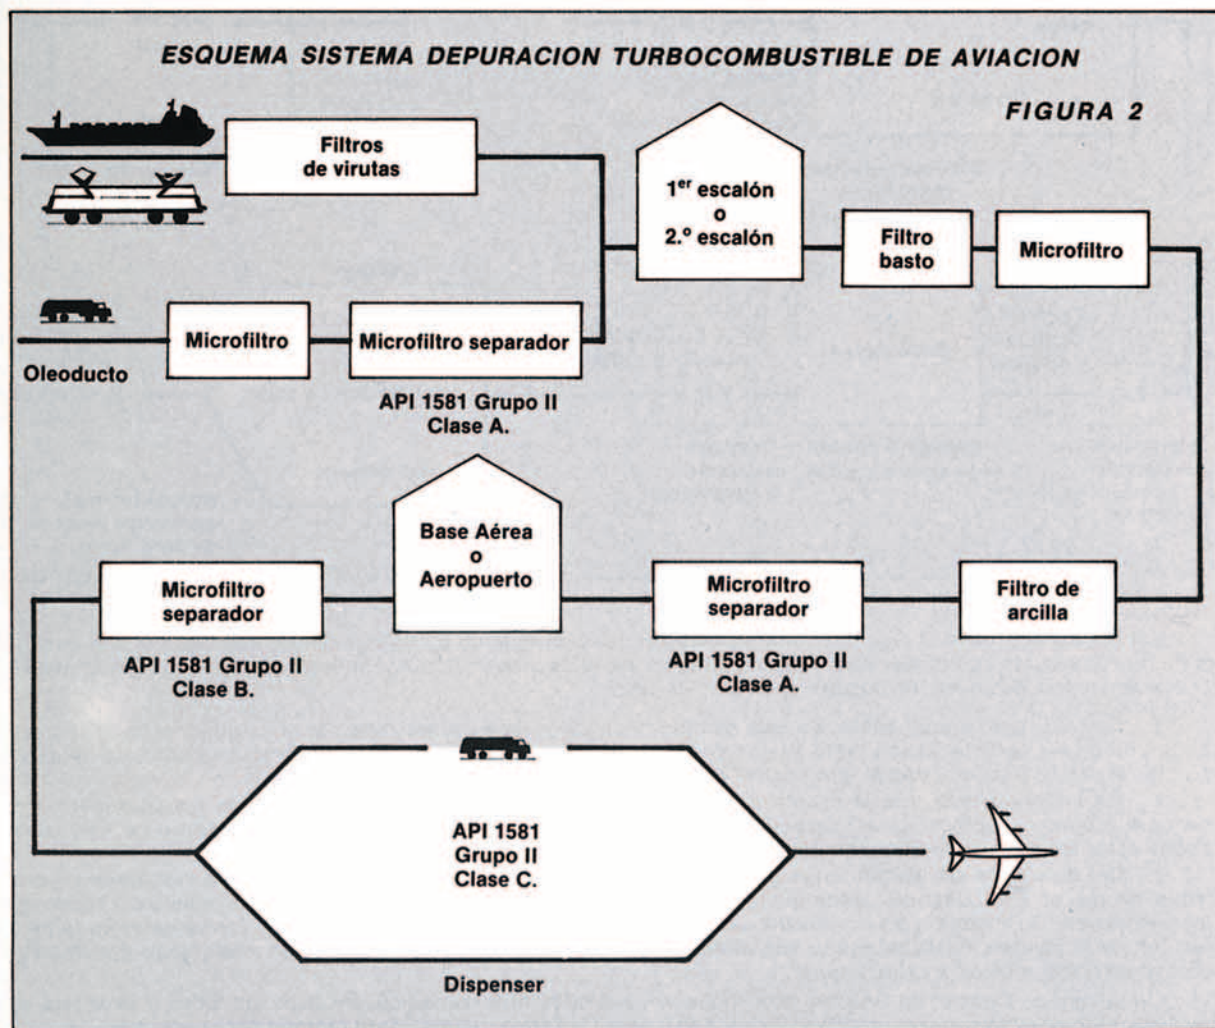 ESQUEMA SISTEMA DEPURACION TURBOCOMBUSTIBLE DE AVIACION
FIGURA 2
Filtros
de virutas
1er escalón
o
2.º escalón
Filtro
basto
Microfiltro
Oleoducto
Microfiltro
Microfiltro separador
API 1581 Grupo II
Clase A.
Base Aérea
o
Aeropuerto
Microfiltro
separador
API 1581 Grupo II
Clase B.
Microfiltro
separador
API 1581 Grupo II
Clase A.
Filtro de
arcilla
API 1581
Grupo II
Clase C.
Dispenser